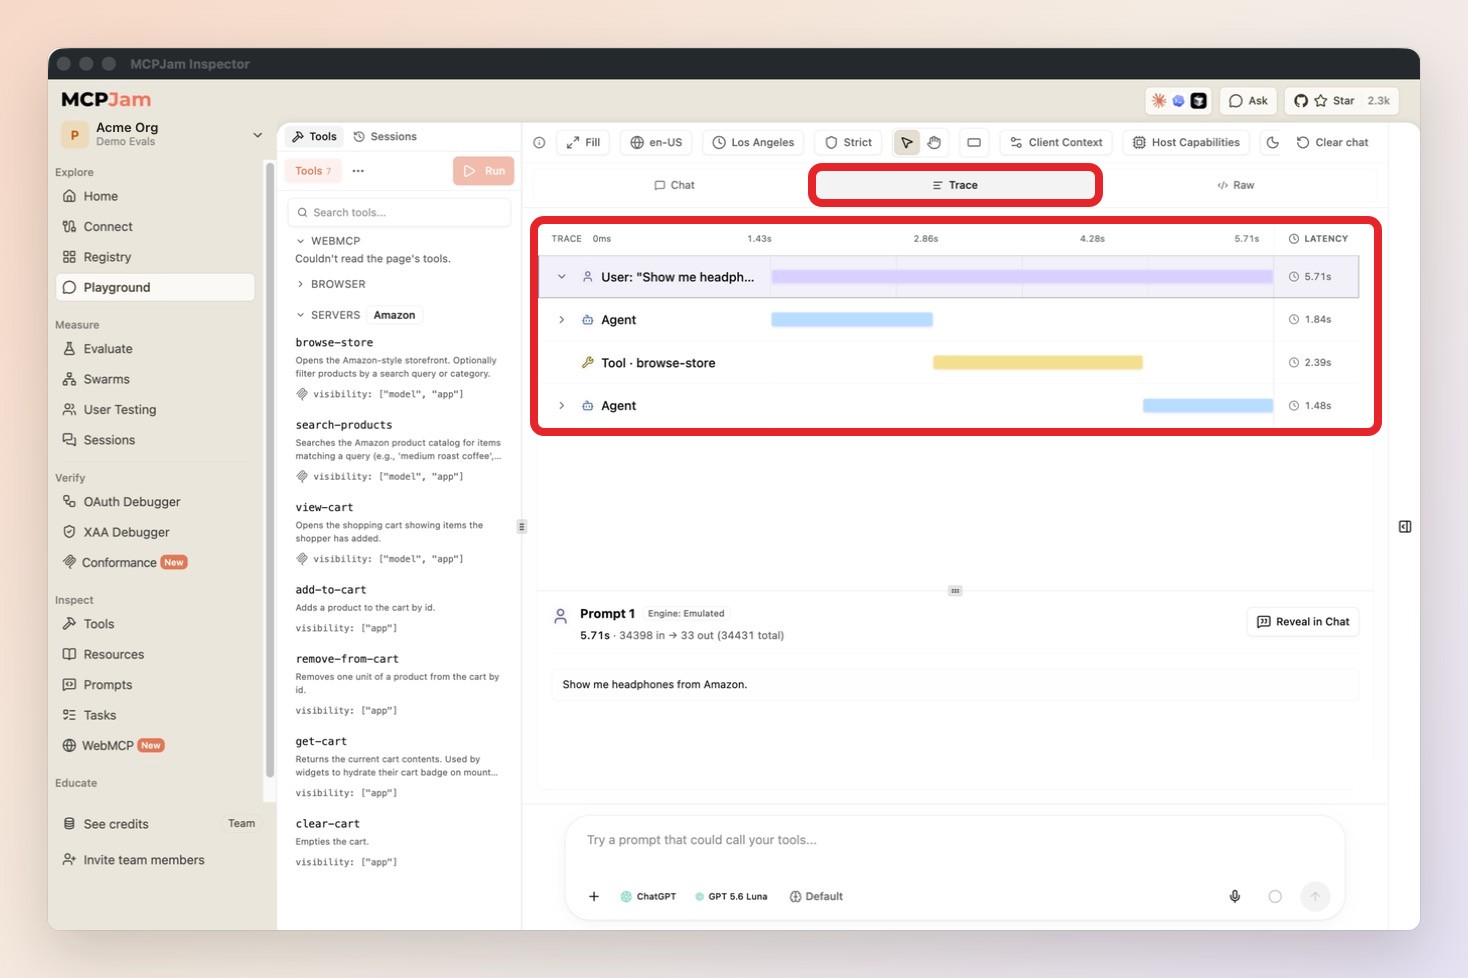 MCPJam Inspector
MCPJam
Ask
Star 2.3k
P
Acme Org
Demo Evals
Explore
Home
Connect
Registry
Playground
Measure
Evaluate
Swarms
User Testing
Sessions
Verify
OAuth Debugger
XAA Debugger
Conformance New
Inspect
Tools
Resources
Prompts
Tasks
WebMCP New
Educate
See credits Team
Invite team members
Tools Sessions
Tools 7 Run
Search tools...
WEBMCP
Couldn't read the page's tools.
BROWSER
SERVERS Amazon
browse-store
Opens the Amazon-style storefront. Optionally
filter products by a search query or category.
visibility: ["model", "app"]
search-products
Searches the Amazon product catalog for items
matching a query (e.g., 'medium roast coffee',...
visibility: ["model", "app"]
view-cart
Opens the shopping cart showing items the
shopper has added.
visibility: ["model", "app"]
add-to-cart
Adds a product to the cart by id.
visibility: ["app"]
remove-from-cart
Removes one unit of a product from the cart by
id.
visibility: ["app"]
get-cart
Returns the current cart contents. Used by
widgets to hydrate their cart badge on mount...
visibility: ["app"]
clear-cart
Empties the cart.
visibility: ["app"]
Fill en-US Los Angeles Strict Client Context Host Capabilities Clear chat
Chat Trace Raw
TRACE 0ms 1.43s 2.86s 4.28s 5.71s LATENCY
User: "Show me headph... 5.71s
Agent 1.84s
Tool · browse-store 2.39s
Agent 1.48s
Prompt 1 Engine: Emulated
5.71s · 34398 in → 33 out (34431 total)
Reveal in Chat
Show me headphones from Amazon.
Try a prompt that could call your tools...
ChatGPT GPT 5.6 Luna Default